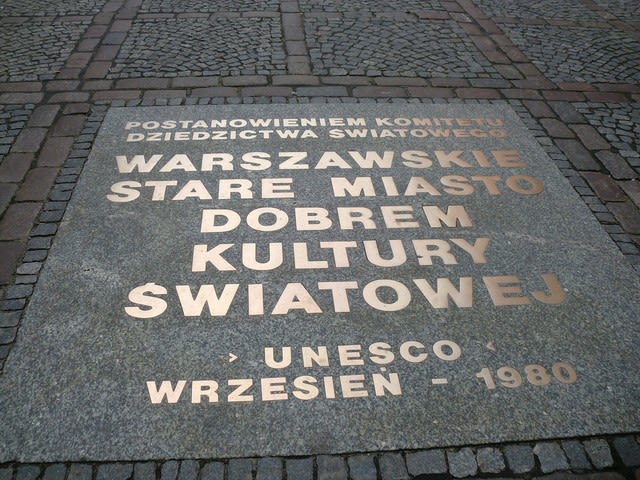 POSTANOWIENIEM KOMITETU
DZIEDZICTWA ŚWIATOWEGO
WARSZAWSKIE
STARE MIASTO
DOBREM
KULTURY
ŚWIATOWEJ
> UNESCO <
WRZESIEŃ - 1980